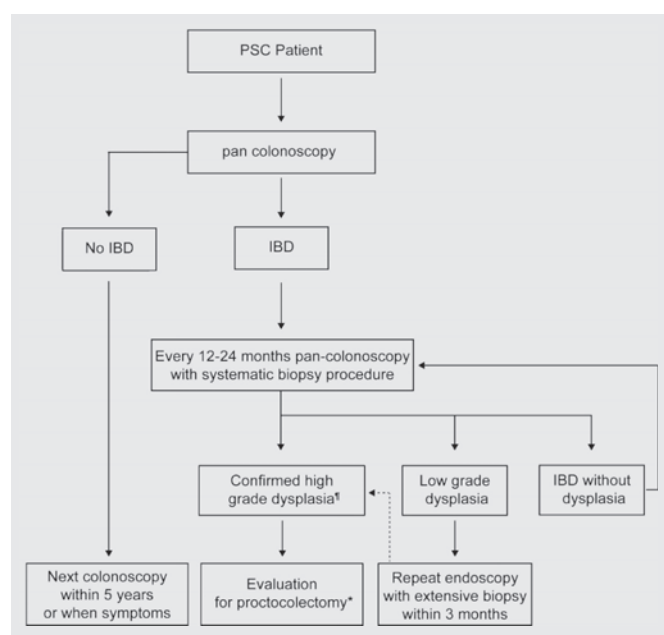 PSC Patient
pan colonoscopy
No IBD
IBD
Every 12-24 months pan-colonoscopy
with systematic biopsy procedure
Confirmed high
grade dysplasia¶
Low grade
dysplasia
IBD without
dysplasia
Next colonoscopy
within 5 years
or when symptoms
Evaluation
for proctocolectomy*
Repeat endoscopy
with extensive biopsy
within 3 months